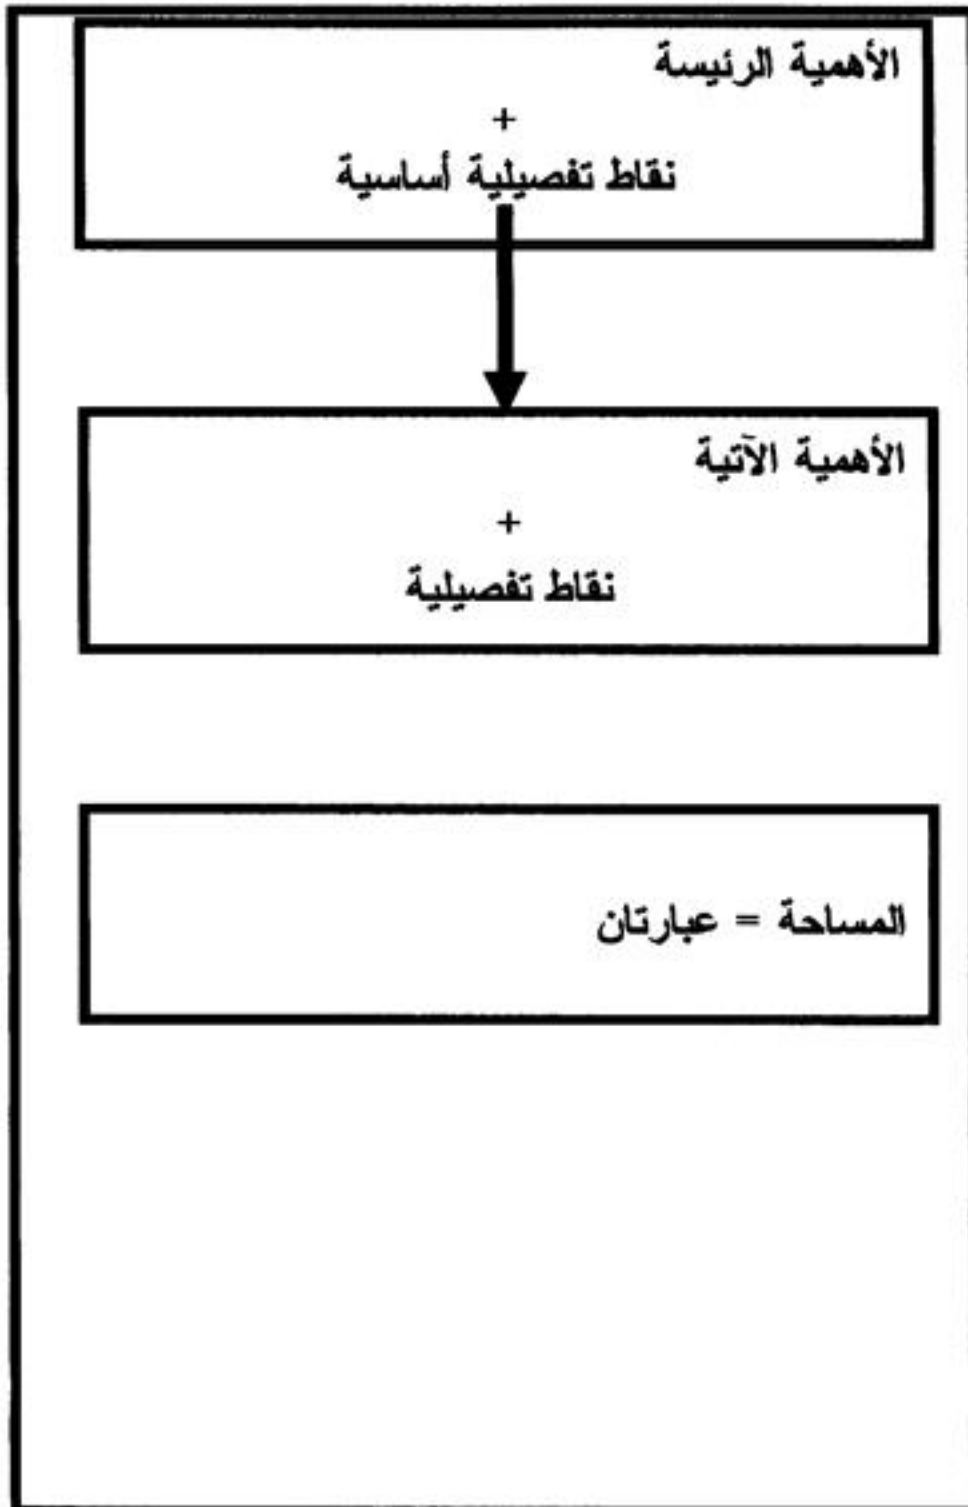 الأهمية الرئيسة
+
نقاط تفصيلية أساسية
الأهمية الآتية
+
نقاط تفصيلية
المساحة = عبارتان